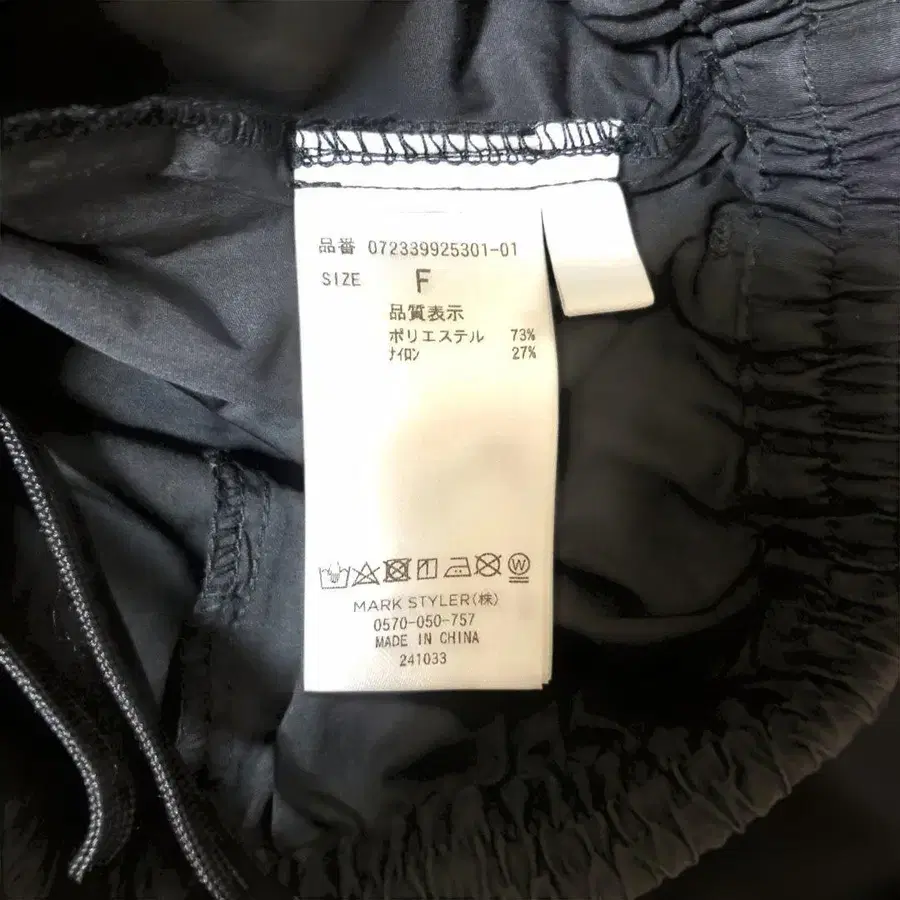 品番 072339925301-01
SIZE F
品質表示
ポリエステル 73%
ナイロン 27%
W
MARK STYLER(株)
0570-050-757
MADE IN CHINA
241033